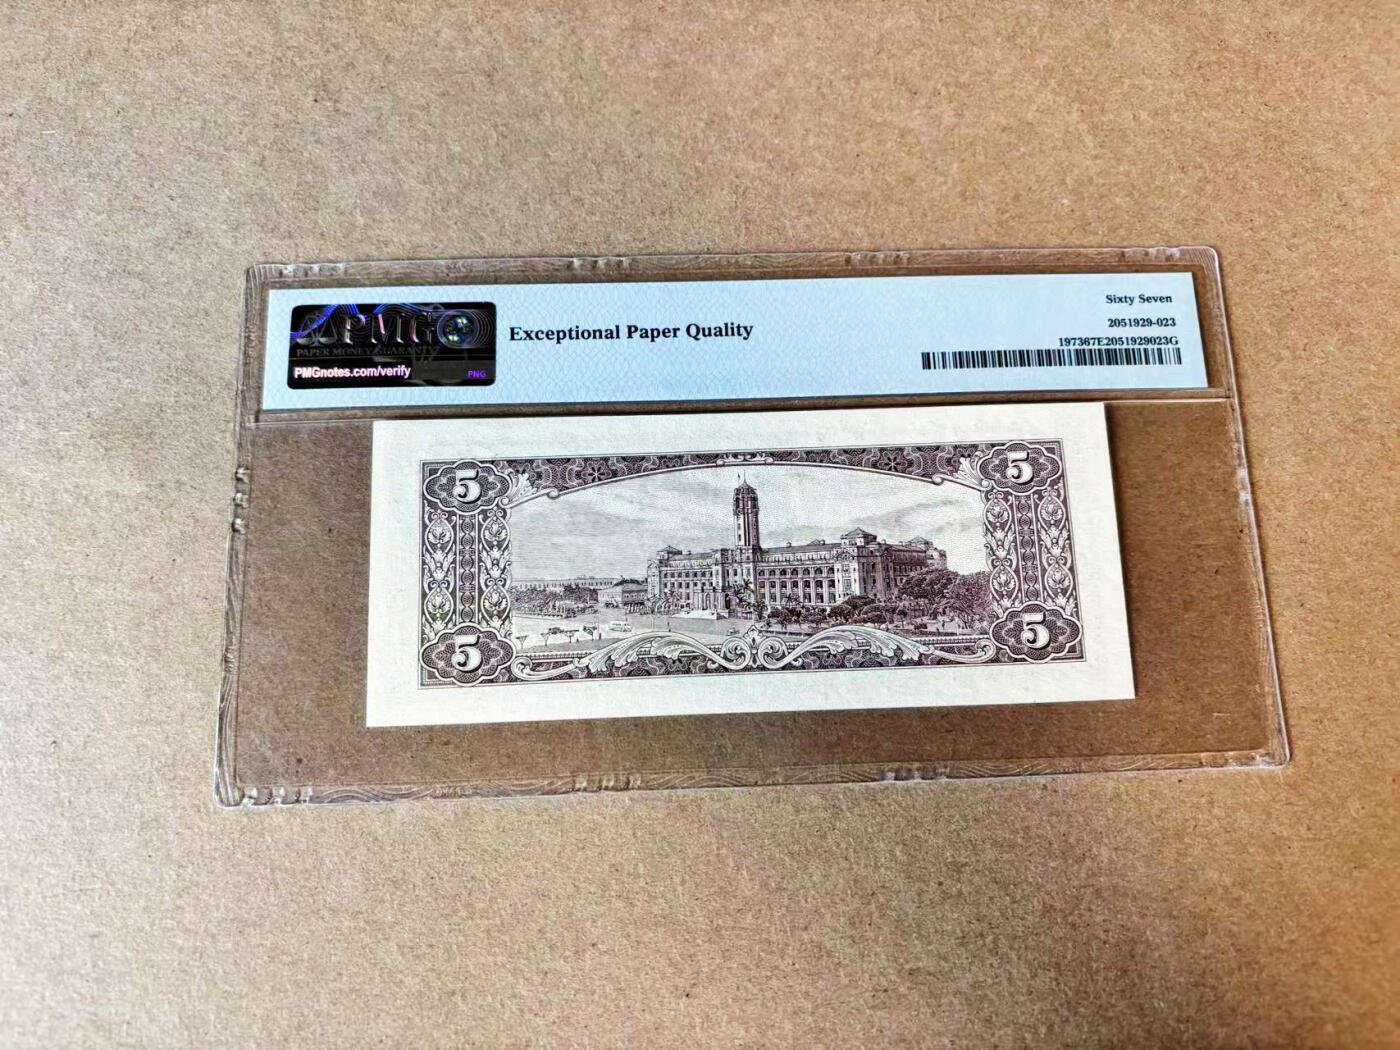 PMG
PAPER MONEY GUARANTY
PMGnotes.com/verify
PNG
Exceptional Paper Quality
Sixty Seven
2051929-023
197367E2051929023G
5
5
5
5